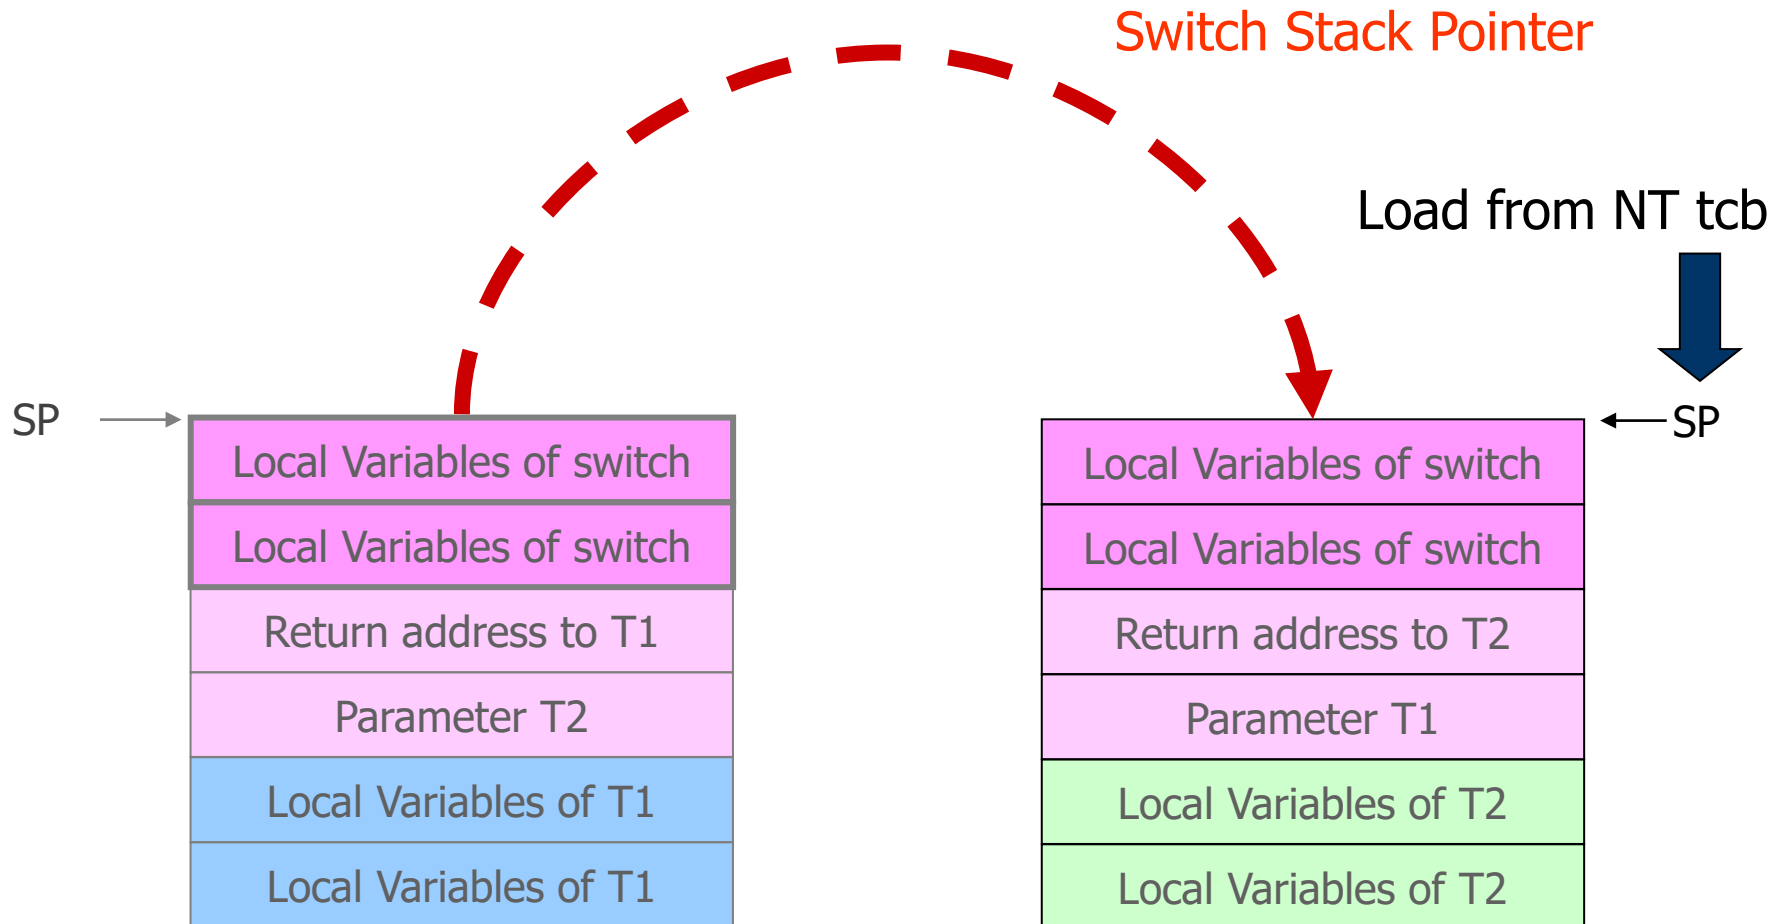 Switch Stack Pointer
Load from NT tcb
SP
Local Variables of switch
Local Variables of switch
Return address to T1
Parameter T2
Local Variables of T1
Local Variables of T1
SP
Local Variables of switch
Local Variables of switch
Return address to T2
Parameter T1
Local Variables of T2
Local Variables of T2